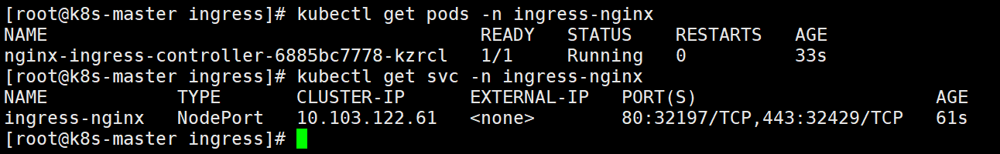 [root@k8s-master ingress]# kubectl get pods -n ingress-nginx
NAME                                        READY   STATUS    RESTARTS   AGE
nginx-ingress-controller-6885bc7778-kzrcl   1/1     Running   0          33s
[root@k8s-master ingress]# kubectl get svc -n ingress-nginx
NAME            TYPE       CLUSTER-IP      EXTERNAL-IP   PORT(S)                      AGE
ingress-nginx   NodePort   10.103.122.61   <none>        80:32197/TCP,443:32429/TCP   61s
[root@k8s-master ingress]#